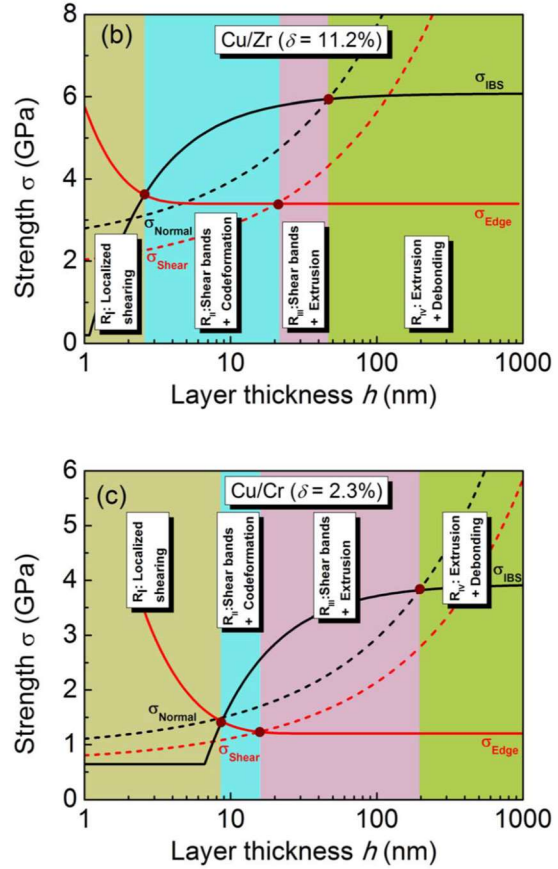 (b)
Cu/Zr (δ = 11.2%)
8
6
4
2
0
Strength σ (GPa)
σIBS
σNormal
σShear
σEdge
RI: Localized
shearing
RII:Shear bands
+ Codeformation
RIII:Shear bands
+ Extrusion
RIV: Extrusion
+ Debonding
1 10 100 1000
Layer thickness h (nm)
(c)
Cu/Cr (δ = 2.3%)
6
5
4
3
2
1
0
Strength σ (GPa)
RI: Localized
shearing
RII:Shear bands
+ Codeformation
RIII:Shear bands
+ Extrusion
RIV: Extrusion
+ Debonding
σIBS
σNormal
σShear
σEdge
1 10 100 1000
Layer thickness h (nm)